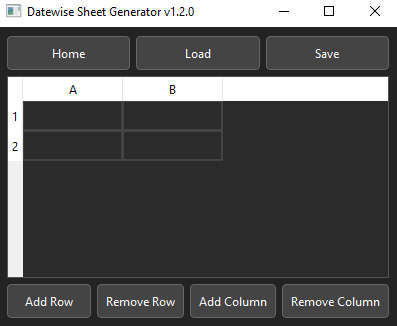 Datewise Sheet Generator v1.2.0
Home Load Save
A B
1
2
Add Row Remove Row Add Column Remove Column